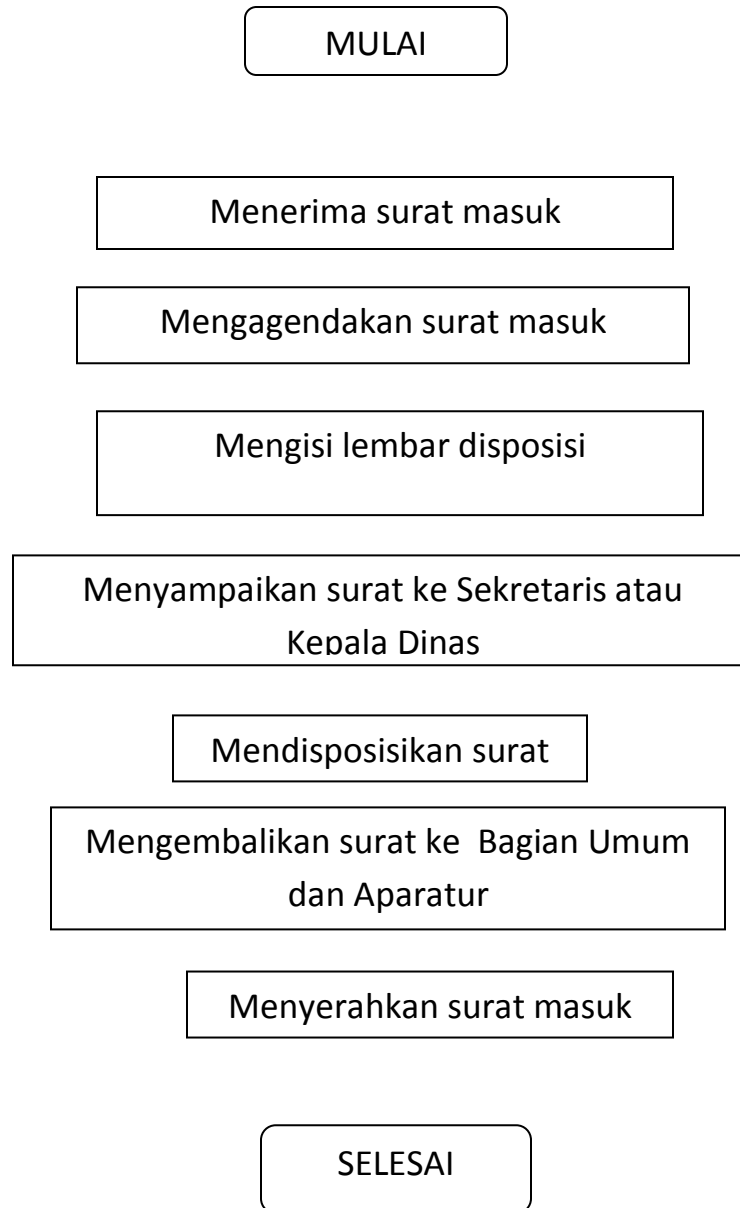 MULAI
Menerima surat masuk
Mengagendakan surat masuk
Mengisi lembar disposisi
Menyampaikan surat ke Sekretaris atau
Kepala Dinas
Mendisposisikan surat
Mengembalikan surat ke  Bagian Umum
dan Aparatur
Menyerahkan surat masuk
SELESAI